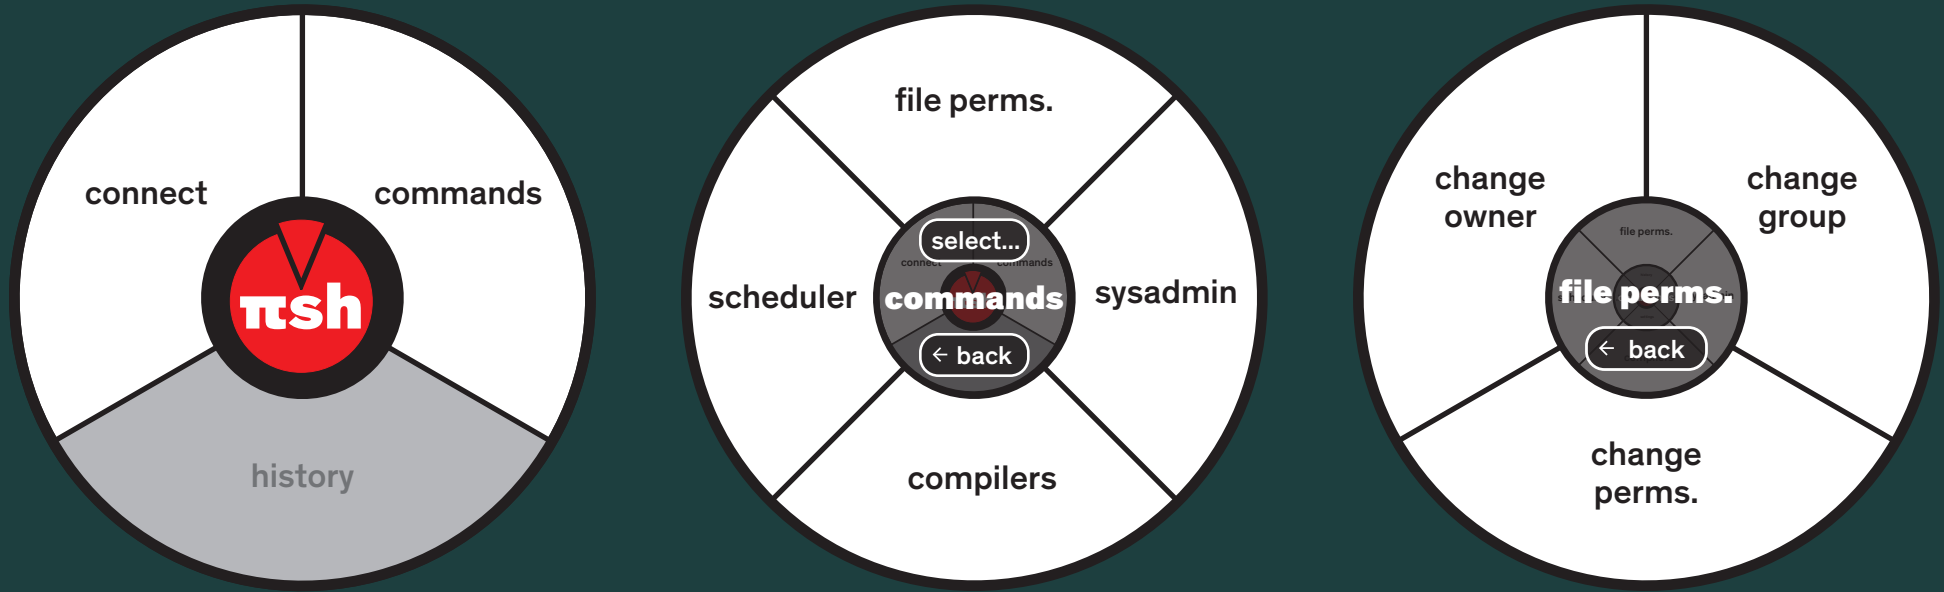 connect
commands
πsh
history
file perms.
select...
connect
commands
scheduler
commands
sysadmin
← back
compilers
change
owner
change
group
file perms.
file perms.
← back
change
perms.